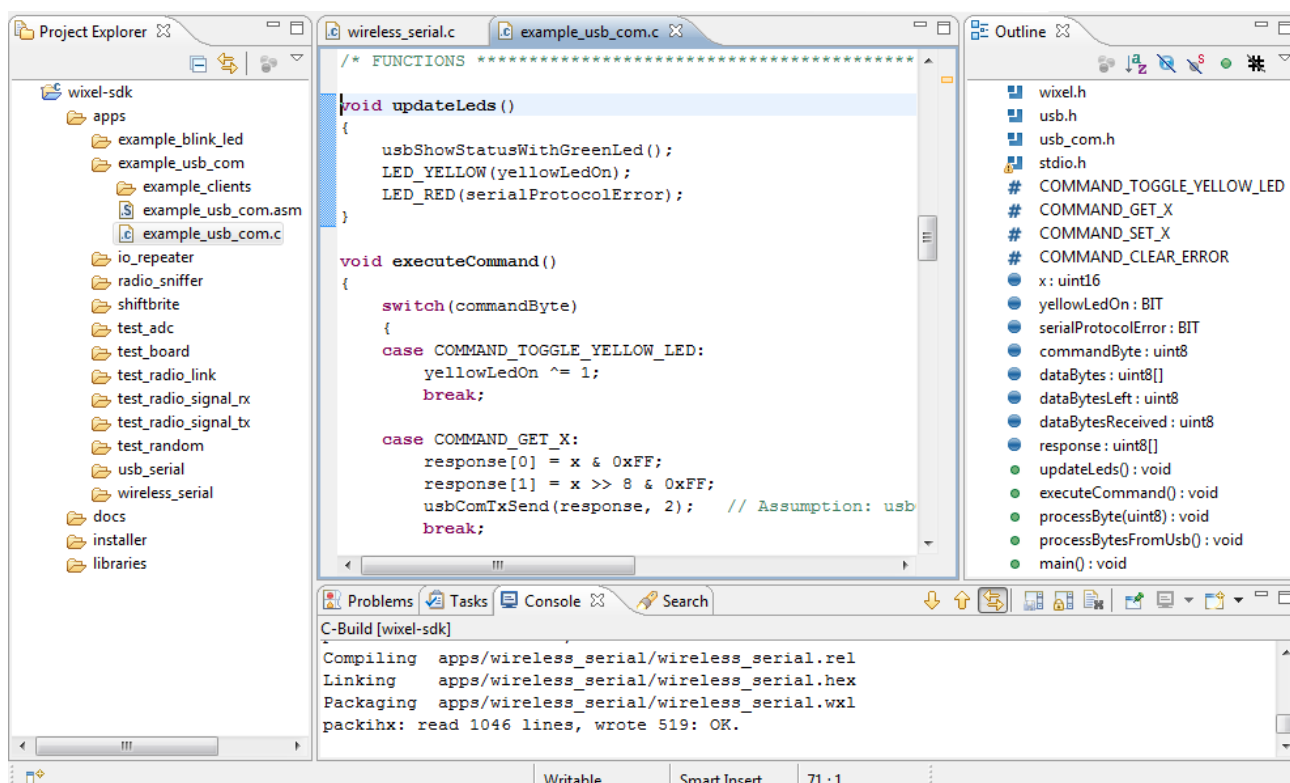 Project Explorer
wixel-sdk
apps
example_blink_led
example_usb_com
example_clients
example_usb_com.asm
example_usb_com.c
io_repeater
radio_sniffer
shiftbrite
test_adc
test_board
test_radio_link
test_radio_signal_rx
test_radio_signal_tx
test_random
usb_serial
wireless_serial
docs
installer
libraries
wireless_serial.c
example_usb_com.c
/* FUNCTIONS ******************************************
void updateLeds()
{
    usbShowStatusWithGreenLed();
    LED_YELLOW(yellowLedOn);
    LED_RED(serialProtocolError);
}
void executeCommand()
{
    switch(commandByte)
    {
    case COMMAND_TOGGLE_YELLOW_LED:
        yellowLedOn ^= 1;
        break;
    case COMMAND_GET_X:
        response[0] = x & 0xFF;
        response[1] = x >> 8 & 0xFF;
        usbComTxSend(response, 2);   // Assumption: usb
        break;
Outline
wixel.h
usb.h
usb_com.h
stdio.h
# COMMAND_TOGGLE_YELLOW_LED
# COMMAND_GET_X
# COMMAND_SET_X
# COMMAND_CLEAR_ERROR
x : uint16
yellowLedOn : BIT
serialProtocolError : BIT
commandByte : uint8
dataBytes : uint8[]
dataBytesLeft : uint8
dataBytesReceived : uint8
response : uint8[]
updateLeds() : void
executeCommand() : void
processByte(uint8) : void
processBytesFromUsb() : void
main() : void
Problems Tasks Console Search
C-Build [wixel-sdk]
Compiling  apps/wireless_serial/wireless_serial.rel
Linking    apps/wireless_serial/wireless_serial.hex
Packaging  apps/wireless_serial/wireless_serial.wxl
packihx: read 1046 lines, wrote 519: OK.
Writable Smart Insert 71 : 1